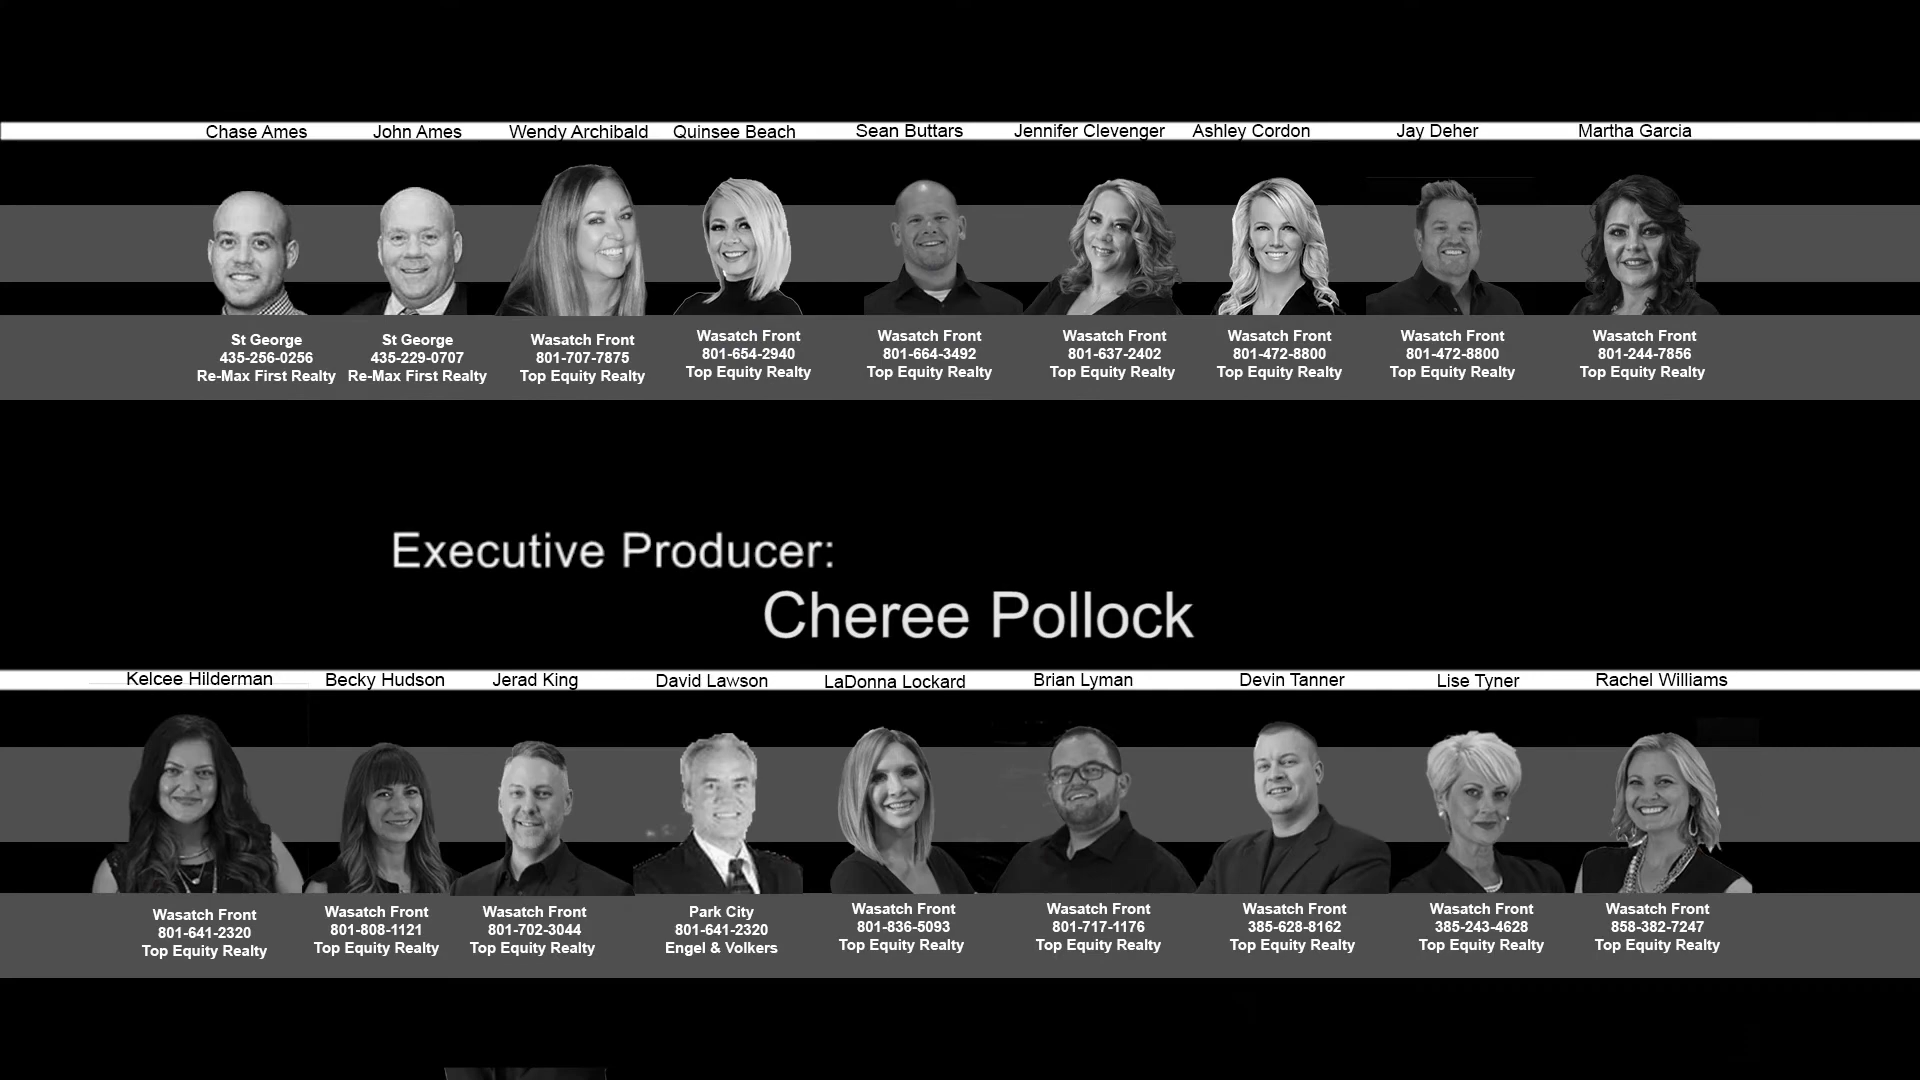 Chase Ames
John Ames
Wendy Archibald
Quinsee Beach
Sean Buttars
Jennifer Clevenger
Ashley Cordon
Jay Deher
Martha Garcia
St George
435-256-0256
Re-Max First Realty
St George
435-229-0707
Re-Max First Realty
Wasatch Front
801-707-7875
Top Equity Realty
Wasatch Front
801-654-2940
Top Equity Realty
Wasatch Front
801-664-3492
Top Equity Realty
Wasatch Front
801-637-2402
Top Equity Realty
Wasatch Front
801-472-8800
Top Equity Realty
Wasatch Front
801-472-8800
Top Equity Realty
Wasatch Front
801-244-7856
Top Equity Realty
Executive Producer:
Cheree Pollock
Kelcee Hilderman
Becky Hudson
Jerad King
David Lawson
LaDonna Lockard
Brian Lyman
Devin Tanner
Lise Tyner
Rachel Williams
Wasatch Front
801-641-2320
Top Equity Realty
Wasatch Front
801-808-1121
Top Equity Realty
Wasatch Front
801-702-3044
Top Equity Realty
Park City
801-641-2320
Engel & Volkers
Wasatch Front
801-836-5093
Top Equity Realty
Wasatch Front
801-717-1176
Top Equity Realty
Wasatch Front
385-628-8162
Top Equity Realty
Wasatch Front
385-243-4628
Top Equity Realty
Wasatch Front
858-382-7247
Top Equity Realty